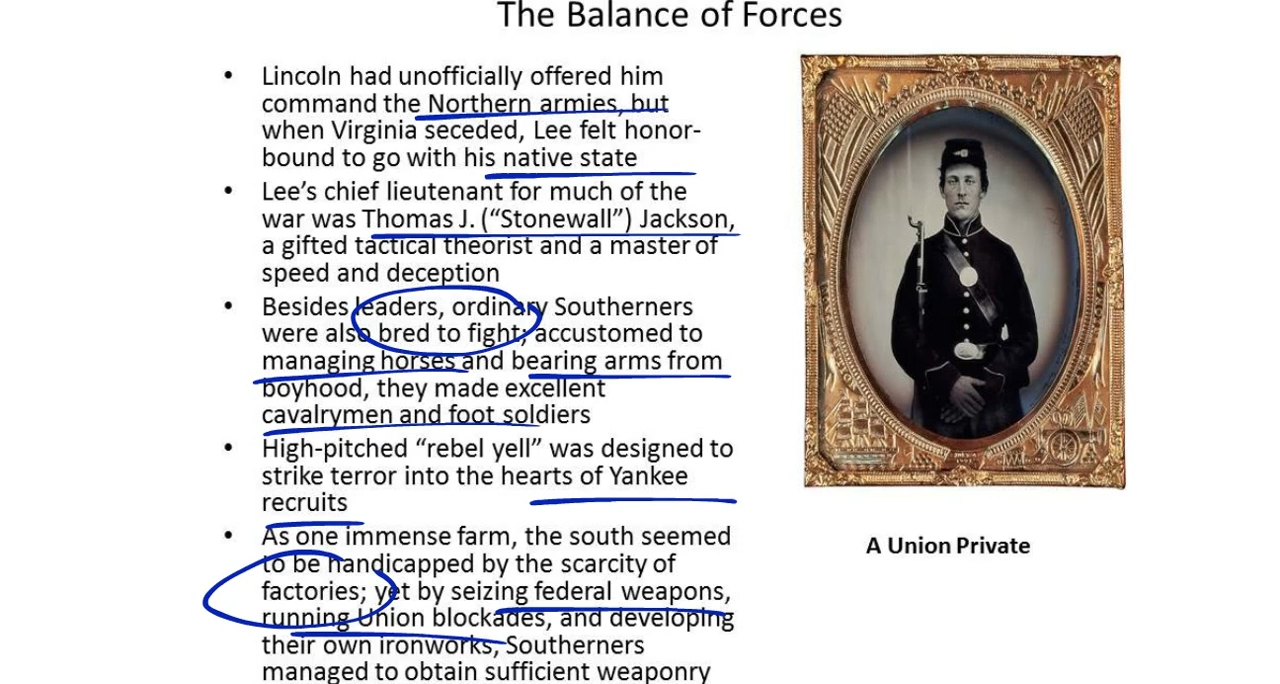 The Balance of Forces
• Lincoln had unofficially offered him
command the Northern armies, but
when Virginia seceded, Lee felt honor-
bound to go with his native state
• Lee's chief lieutenant for much of the
war was Thomas J. ("Stonewall") Jackson,
a gifted tactical theorist and a master of
speed and deception
• Besides leaders, ordinary Southerners
were also bred to fight; accustomed to
managing horses and bearing arms from
boyhood, they made excellent
cavalrymen and foot soldiers
• High-pitched "rebel yell" was designed to
strike terror into the hearts of Yankee
recruits
• As one immense farm, the south seemed
to be handicapped by the scarcity of
factories; yet by seizing federal weapons,
running Union blockades, and developing
their own ironworks, Southerners
managed to obtain sufficient weaponry
A Union Private